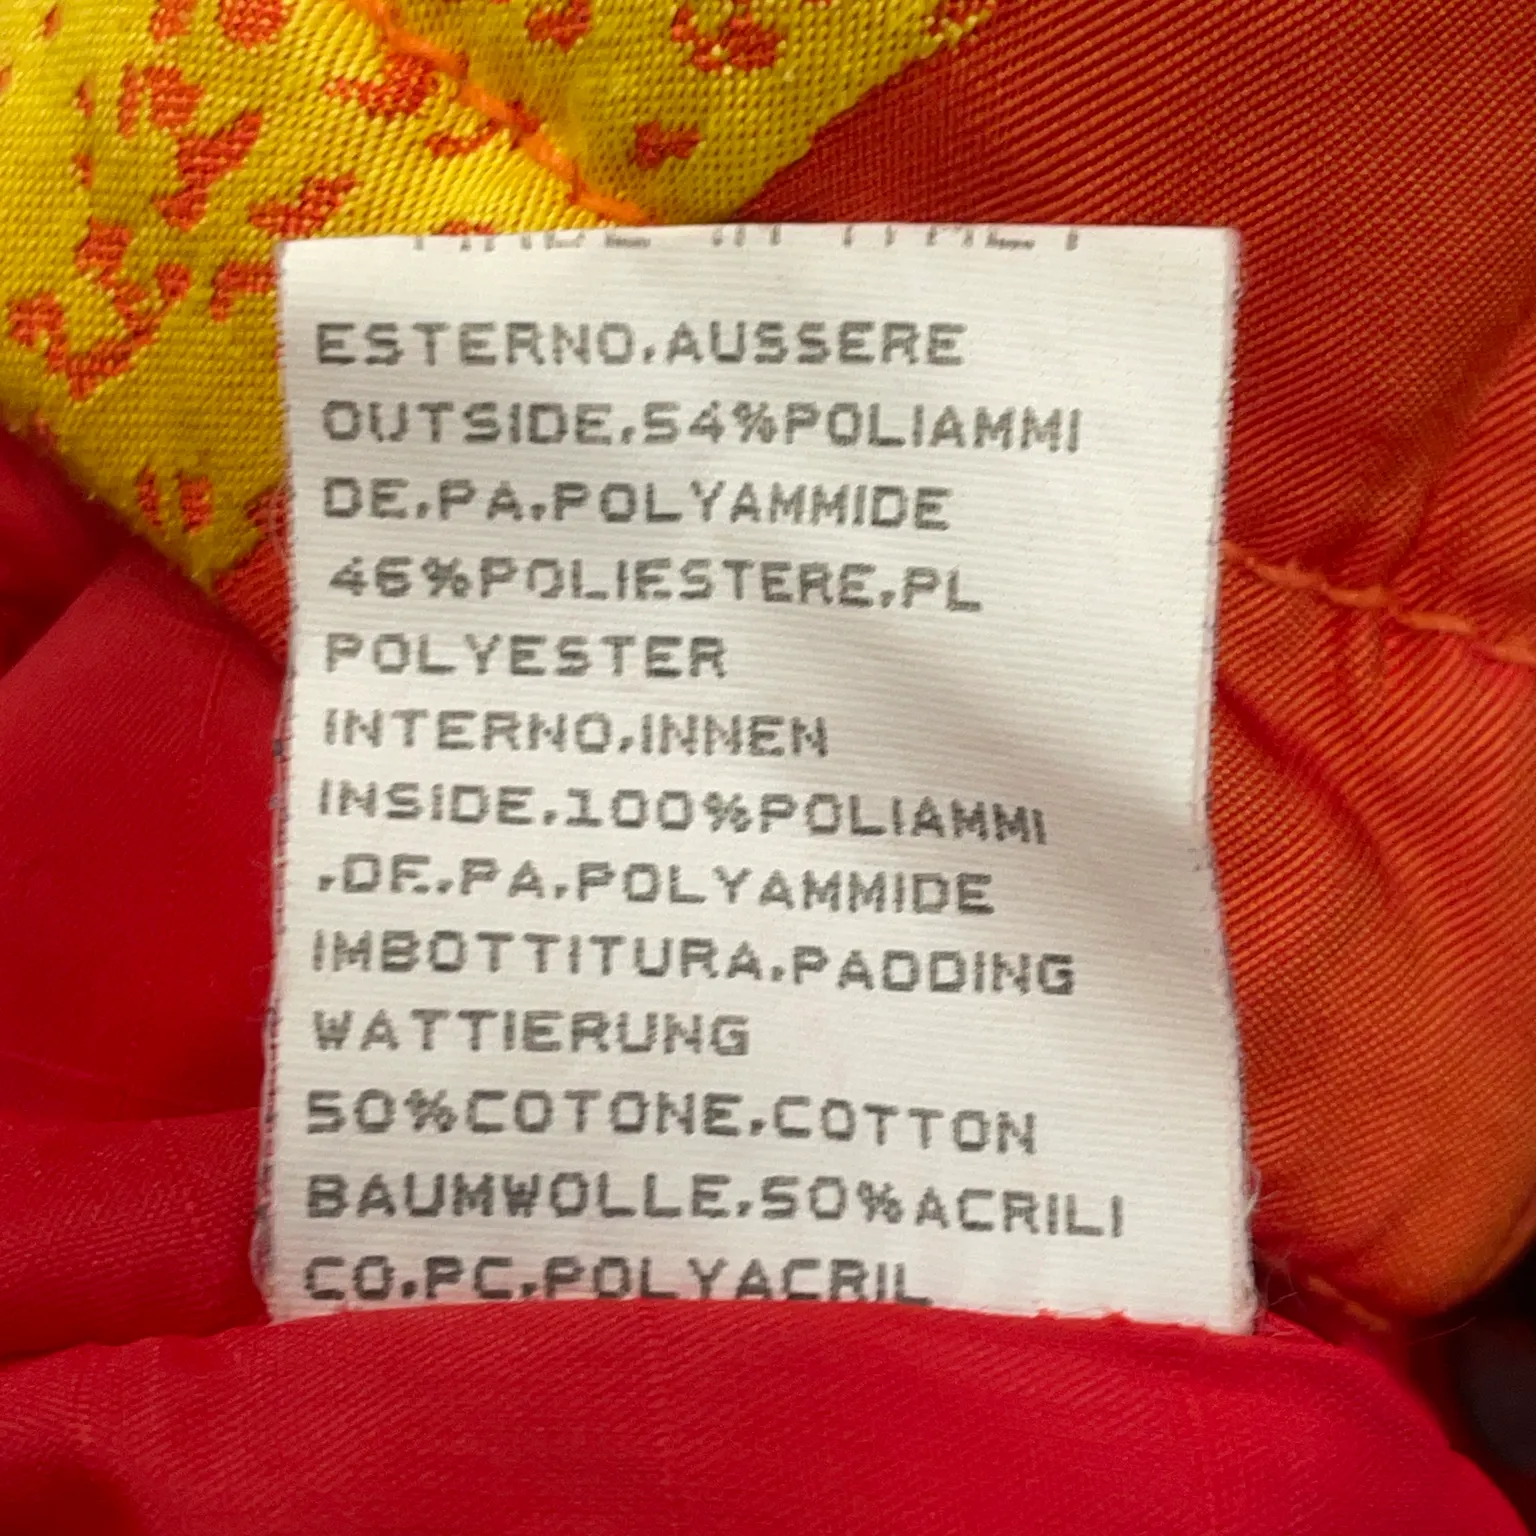 ESTERNO,AUSSERE
OUTSIDE,54%POLIAMMI
DE,PA,POLYAMMIDE
46%POLIESTERE,PL
POLYESTER
INTERNO,INNEN
INSIDE,100%POLIAMMI
,DE,PA,POLYAMMIDE
IMBOTTITURA,PADDING
WATTIERUNG
50%COTONE,COTTON
BAUMWOLLE,50%ACRILI
CO,PC,POLYACRIL